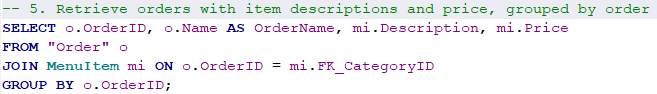 -- 5. Retrieve orders with item descriptions and price, grouped by order
SELECT o.OrderID, o.Name AS OrderName, mi.Description, mi.Price
FROM "Order" o
JOIN MenuItem mi ON o.OrderID = mi.FK_CategoryID
GROUP BY o.OrderID;